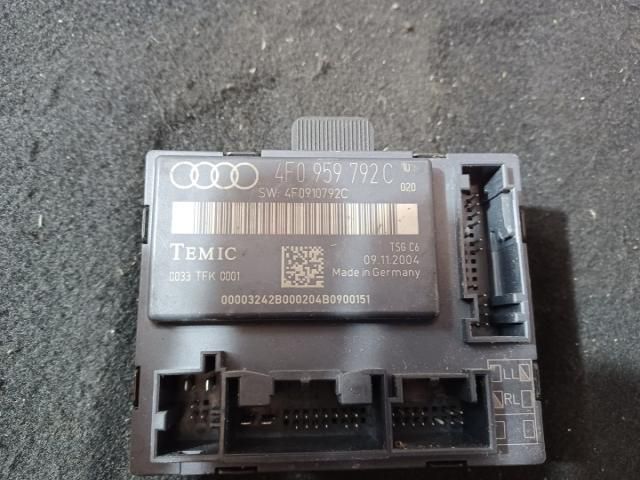 4F0 959 792 C
020
SW: 4F0910792C
TEMIC
TSG C6
09.11.2004
0033 TFK 0001
Made in Germany
00003242B000204B0900151
LL
RL